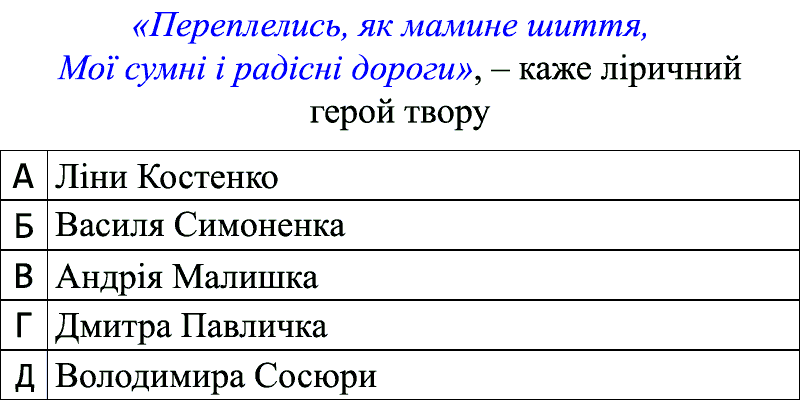 «Переплелись, як мамине шиття,
Мої сумні і радісні дороги», – каже ліричний
герой твору
А Ліни Костенко
Б Василя Симоненка
В Андрія Малишка
Г Дмитра Павличка
Д Володимира Сосюри